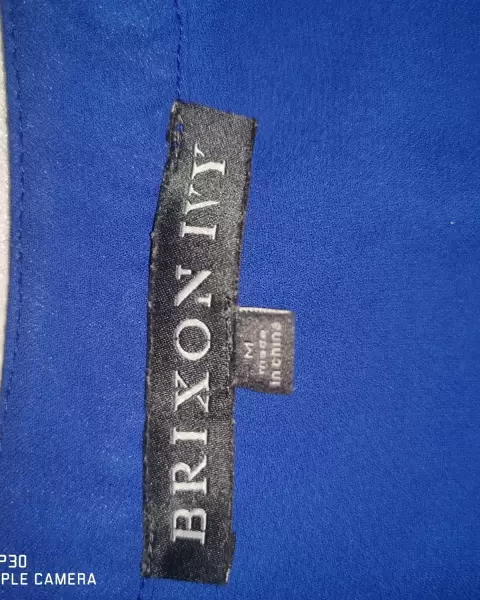 BRIXON IVY
M
made
in china
P30
PLE CAMERA